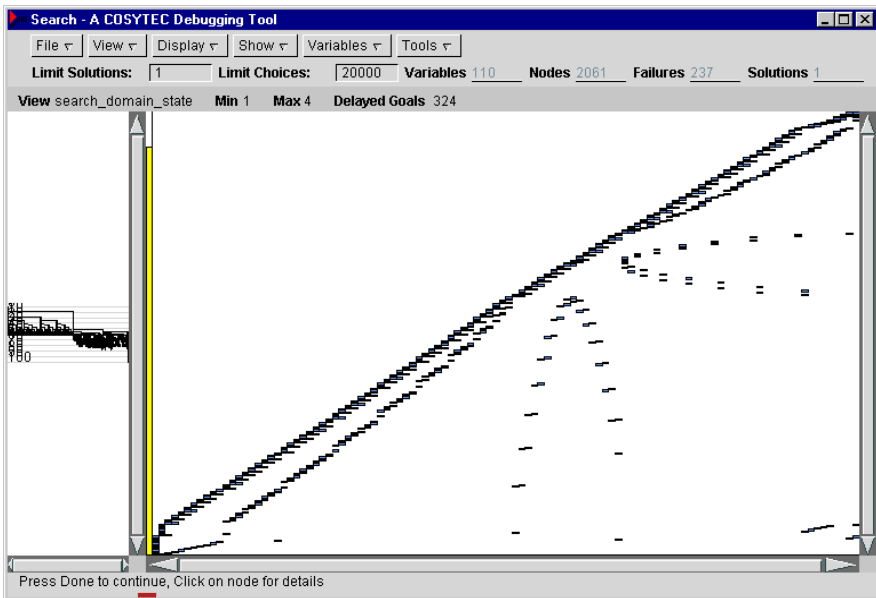 Search - A COSYTEC Debugging Tool
File View Display Show Variables Tools
Limit Solutions: 1 Limit Choices: 20000 Variables 110 Nodes 2061 Failures 237 Solutions 1
View search_domain_state Min 1 Max 4 Delayed Goals 324
100
Press Done to continue, Click on node for details